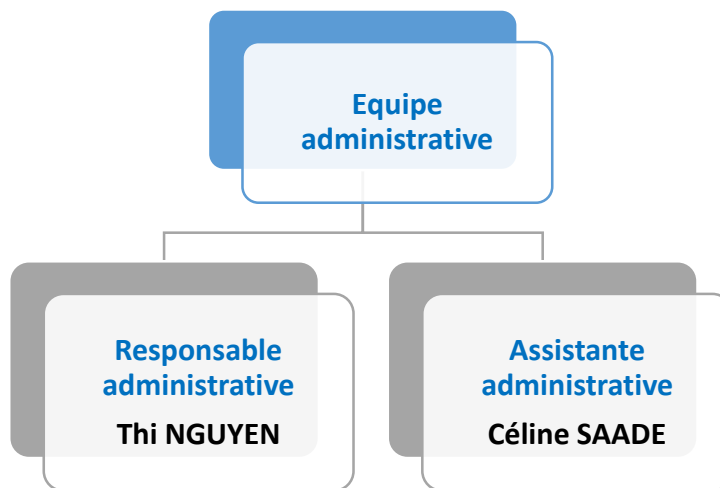 Equipe
administrative
Responsable
administrative
Thi NGUYEN
Assistante
administrative
Céline SAADE